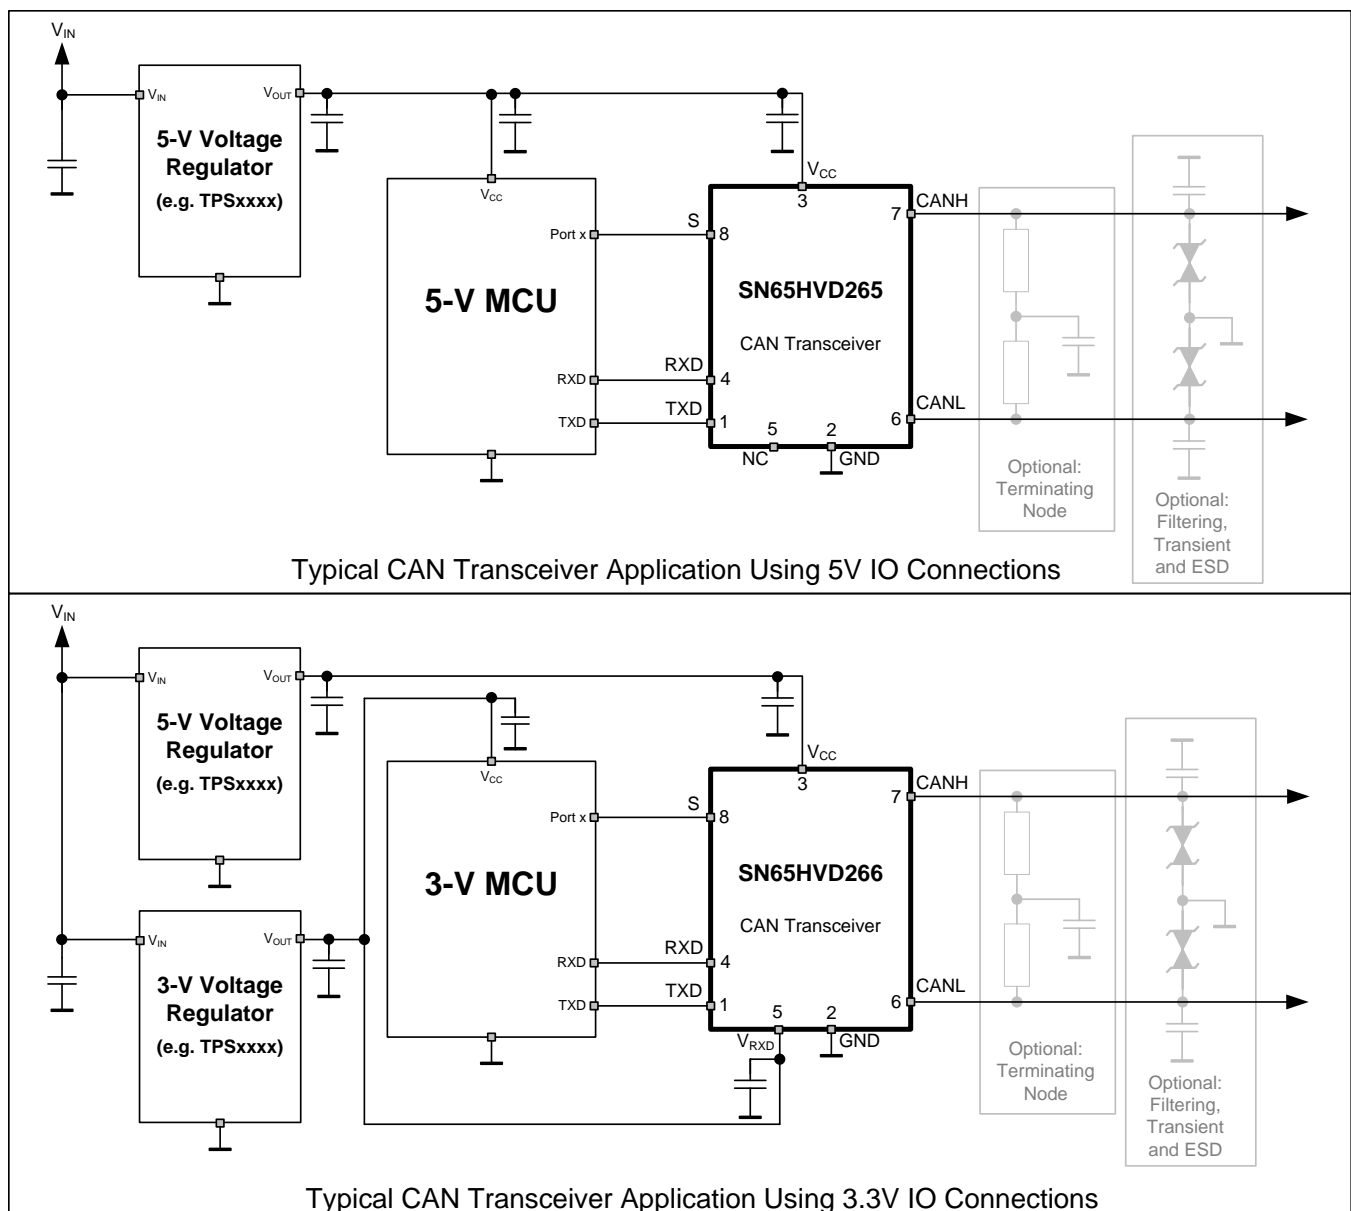 VIN
VIN
VOUT
5-V Voltage
Regulator
(e.g. TPSxxxx)
VCC
Port x
5-V MCU
RXD
TXD
S
RXD
TXD
VCC
3
8
7
CANH
SN65HVD265
CAN Transceiver
4
1
5
2
6
CANL
NC
GND
Optional:
Terminating
Node
Optional:
Filtering,
Transient
and ESD
Typical CAN Transceiver Application Using 5V IO Connections
VIN
VIN
VOUT
5-V Voltage
Regulator
(e.g. TPSxxxx)
VIN
VOUT
3-V Voltage
Regulator
(e.g. TPSxxxx)
VCC
Port x
3-V MCU
RXD
TXD
S
RXD
TXD
VCC
3
8
7
CANH
SN65HVD266
CAN Transceiver
4
1
5
2
6
CANL
VRXD
GND
Optional:
Terminating
Node
Optional:
Filtering,
Transient
and ESD
Typical CAN Transceiver Application Using 3.3V IO Connections